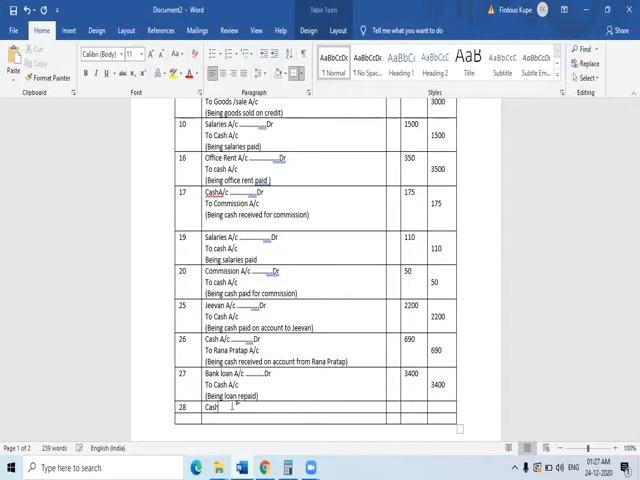 Document2 - Word
Table Tools
Firdous Kupe
FK
File
Home
Insert
Design
Layout
References
Mailings
Review
View
Help
Design
Layout
Tell me what you want to do
Share
Paste
Cut
Copy
Format Painter
Clipboard
Calibri (Body)
11
Font
Paragraph
AaBbCcDc
AaBbCcDc
AaBbCc
AaBbCcE
AaB
AaBbCcD
AaBbCcDc
¶ Normal
¶ No Spac...
Heading 1
Heading 2
Title
Subtitle
Subtle Em...
Styles
Find
Replace
Select
Editing
To Goods /sale A/c
3000
(Being goods sold on credit)
10
Salaries A/c ..................Dr
1500
To Cash A/c
1500
(Being salaries paid)
16
Office Rent A/c ..................Dr
350
To cash A/c
3500
(Being office rent paid )
17
CashA/c ................Dr
175
To Commission A/c
175
(Being cash received for commission)
19
Salaries A/c ..................Dr
110
To cash A/c
110
Being salaries paid
20
Commission A/c ............Dr
50
To cash A/c
50
(Being cash paid for commission)
25
Jeevan A/c .............Dr
2200
To Cash A/c
2200
(Being cash paid on account to Jeevan)
26
Cash A/c .............Dr
690
To Rana Pratap A/c
690
(Being cash received on account from Rana Pratap)
27
Bank loan A/c ...........Dr
3400
To Cash A/c
3400
(Being loan repaid)
28
Cash
Page 1 of 2
239 words
English (India)
100%
Type here to search
ENG
01:27 AM
24-12-2020